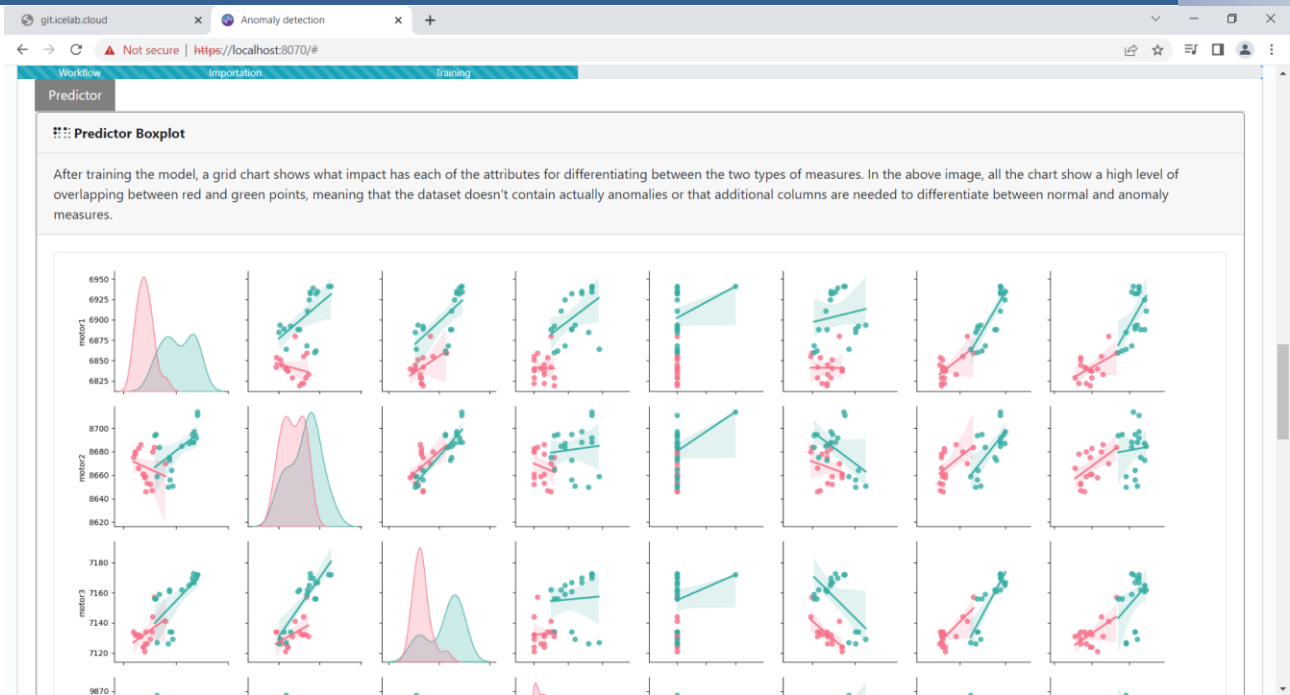 git.icelab.cloud
Anomaly detection
Not secure | https://localhost:8070/#
Workflow Importation Training
Predictor
Predictor Boxplot
After training the model, a grid chart shows what impact has each of the attributes for differentiating between the two types of measures. In the above image, all the chart show a high level of
overlapping between red and green points, meaning that the dataset doesn't contain actually anomalies or that additional columns are needed to differentiate between normal and anomaly
measures.
6950
6925
6900
6875
6850
6825
motor1
8700
8680
8660
8640
8620
motor2
7180
7160
7140
7120
motor3
9870